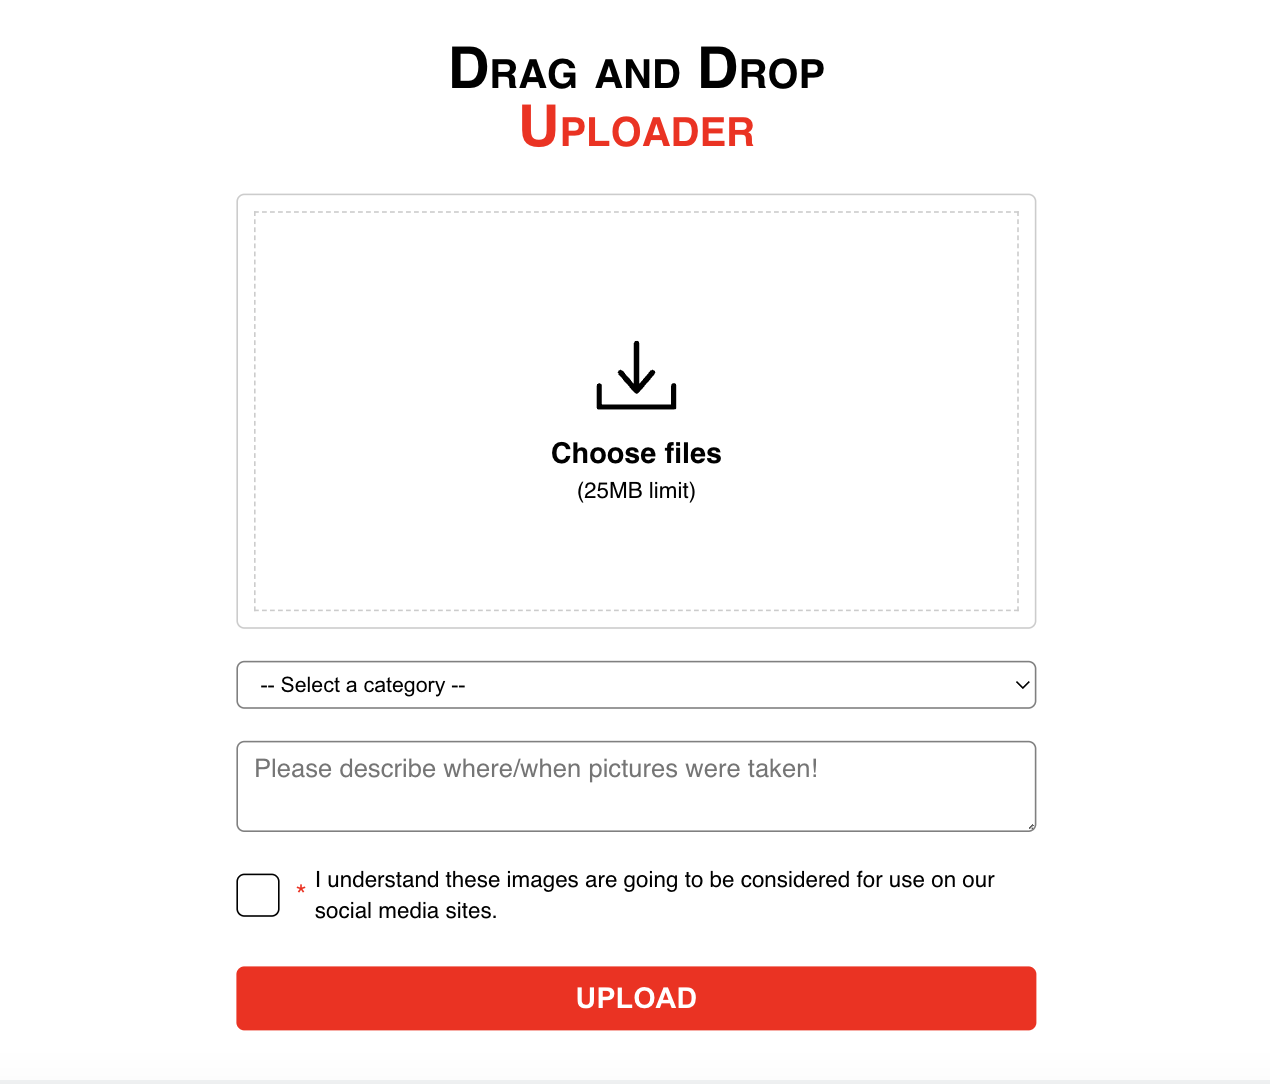 Drag and Drop
Uploader
Choose files
(25MB limit)
-- Select a category --
Please describe where/when pictures were taken!
* I understand these images are going to be considered for use on our
social media sites.
UPLOAD